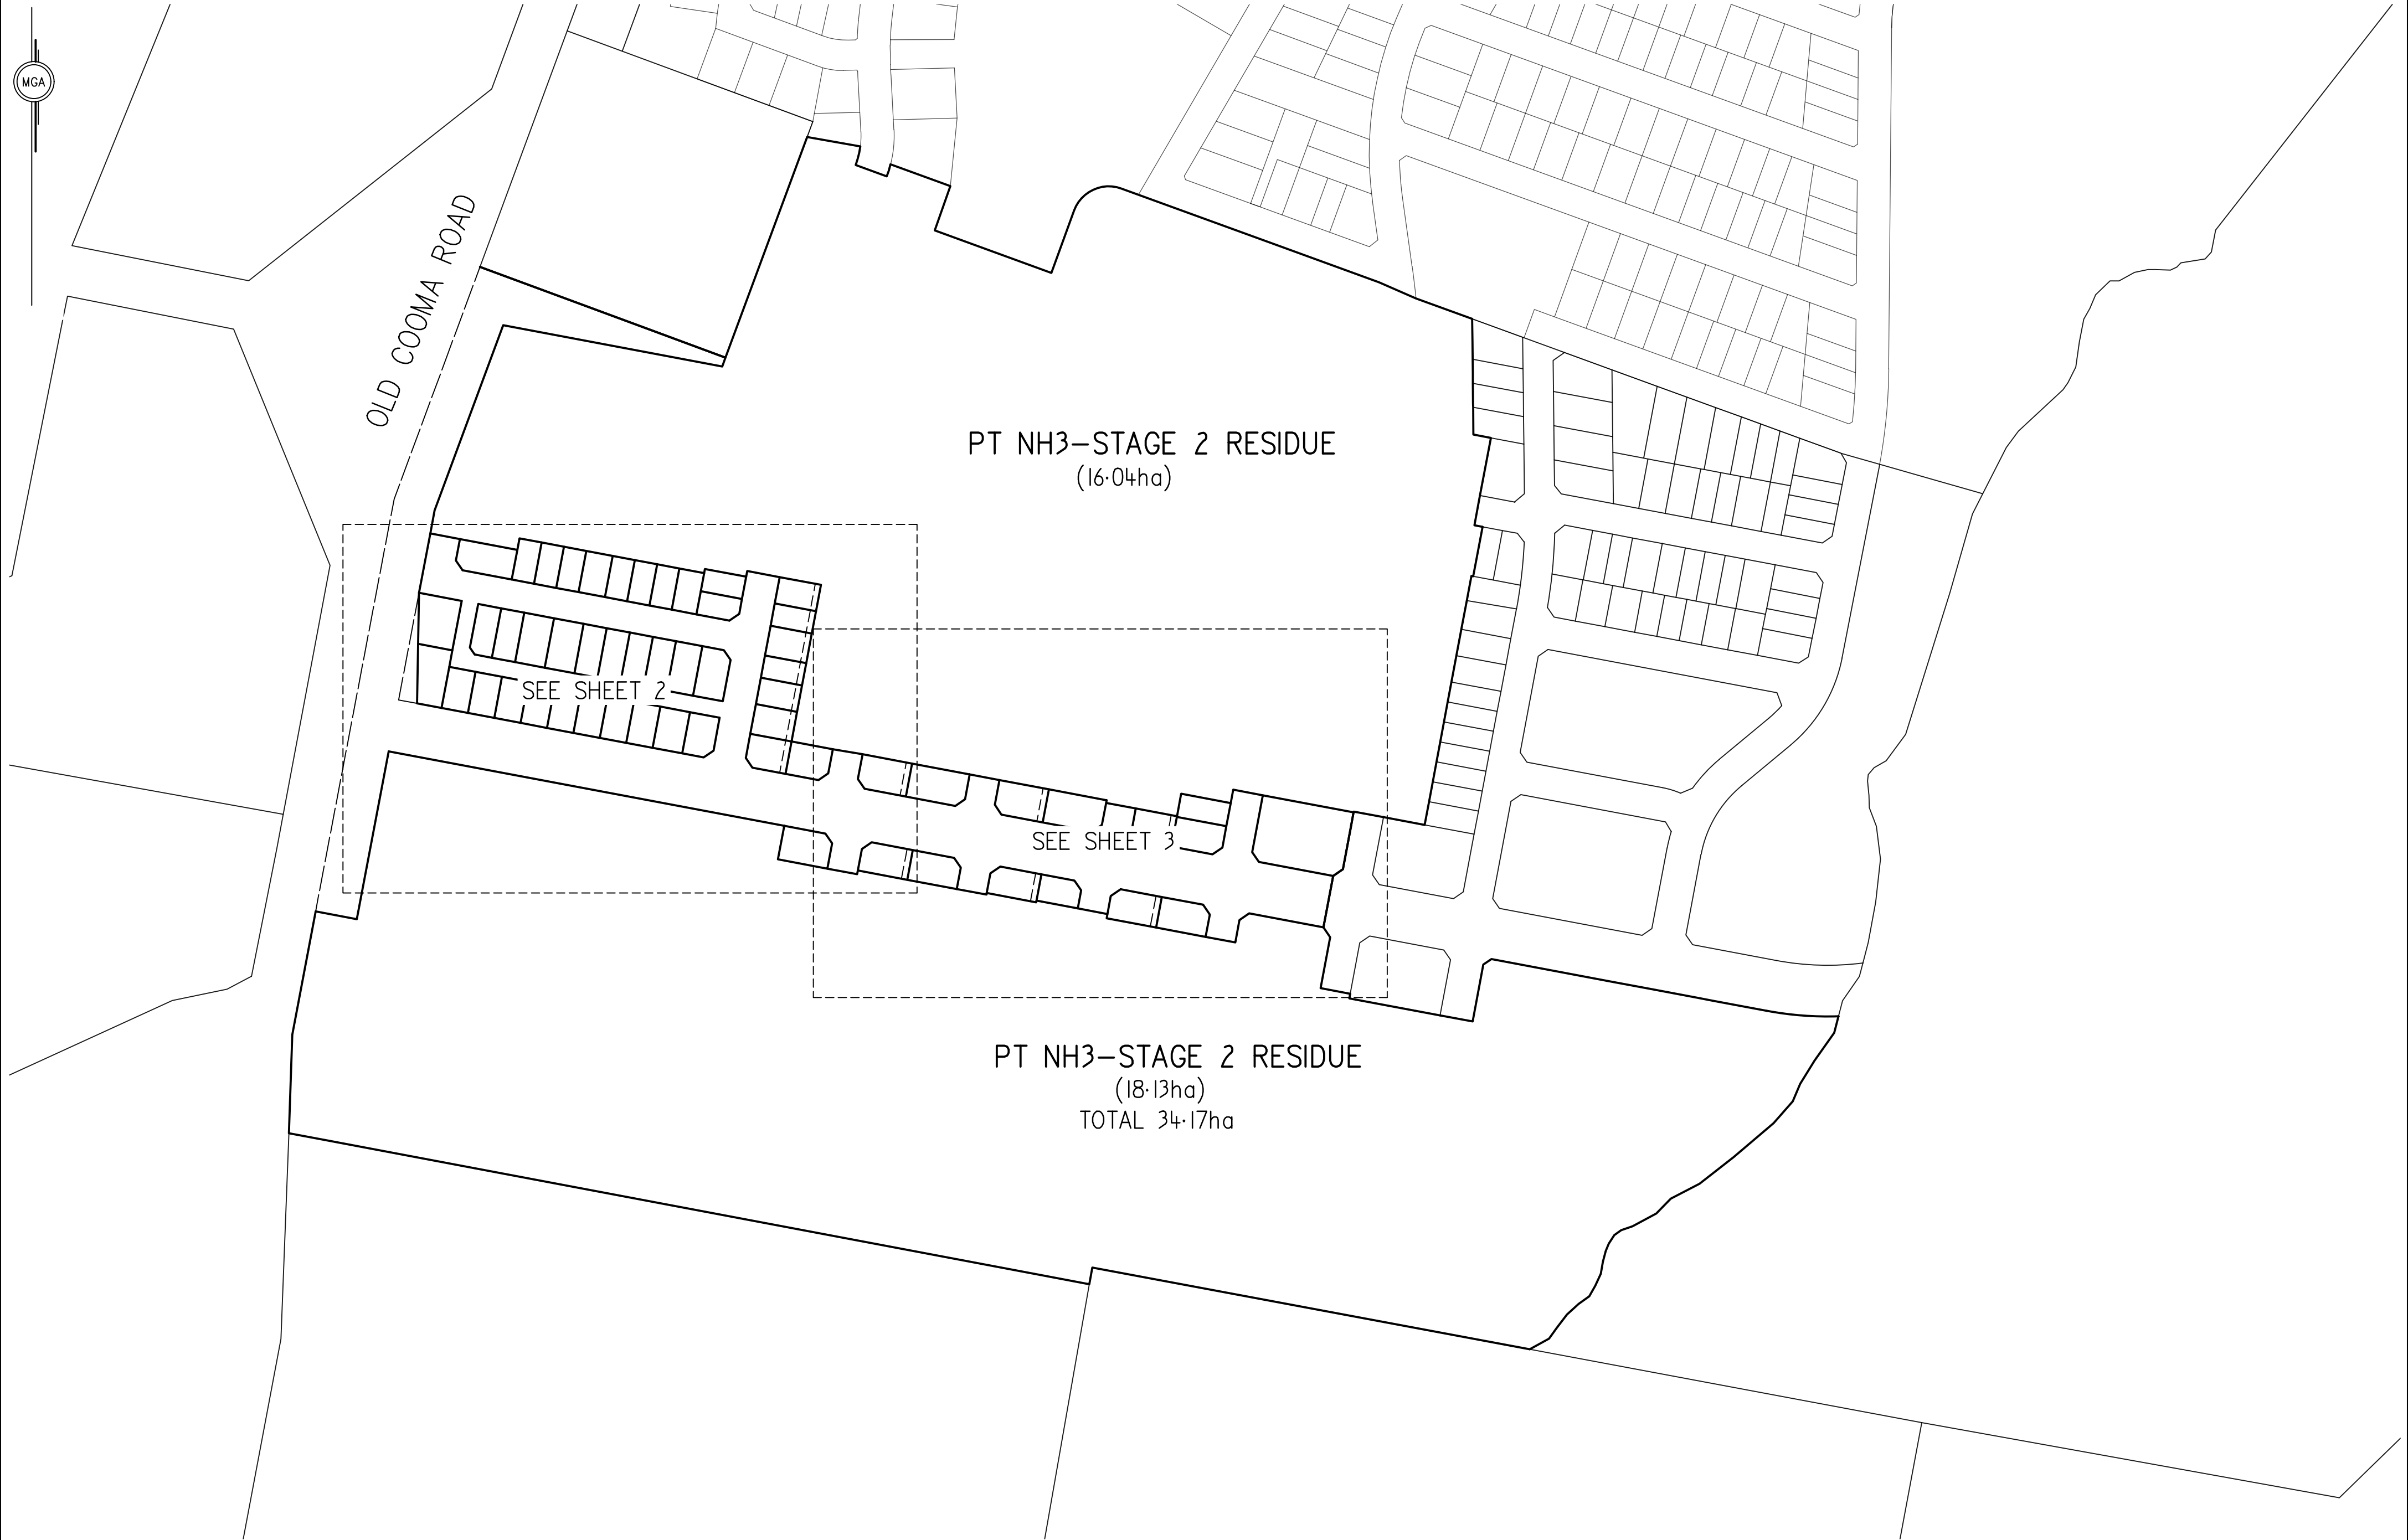 MGA
OLD COOMA ROAD
PT NH3-STAGE 2 RESIDUE
(16·04ha)
SEE SHEET 2
SEE SHEET 3
PT NH3-STAGE 2 RESIDUE
(18·13ha)
TOTAL 34·17ha